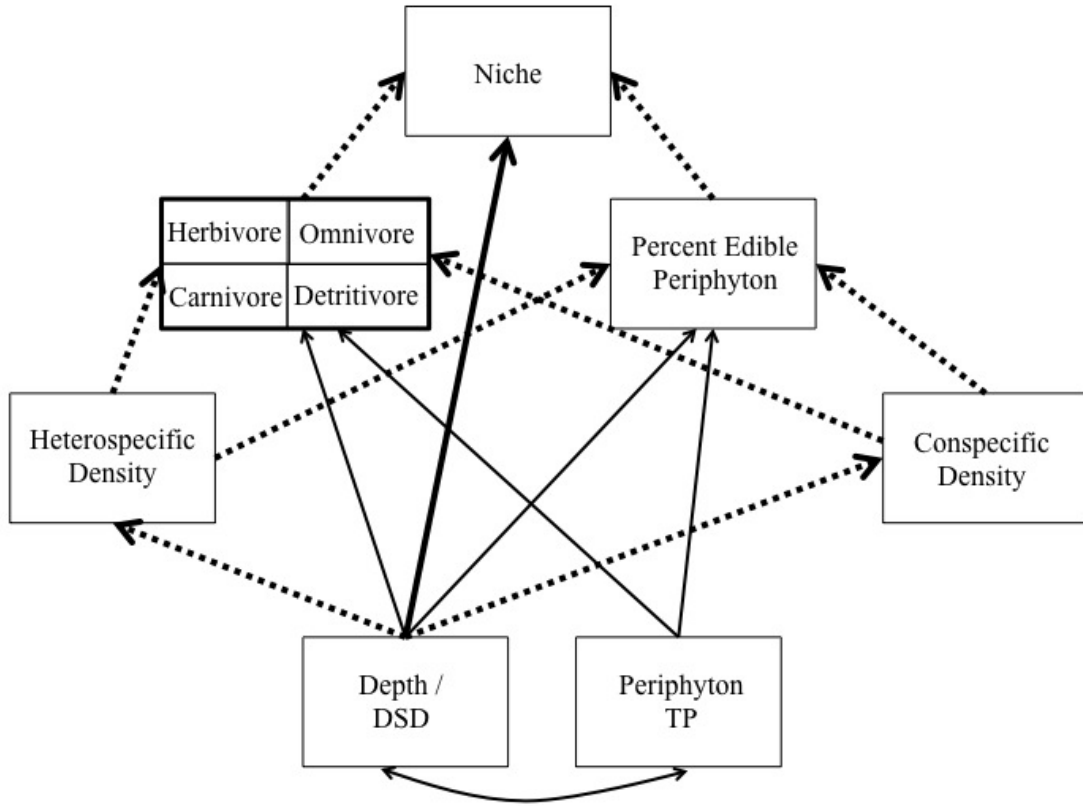 Niche
Herbivore Omnivore
Carnivore Detritivore
Percent Edible
Periphyton
Heterospecific
Density
Conspecific
Density
Depth /
DSD
Periphyton
TP